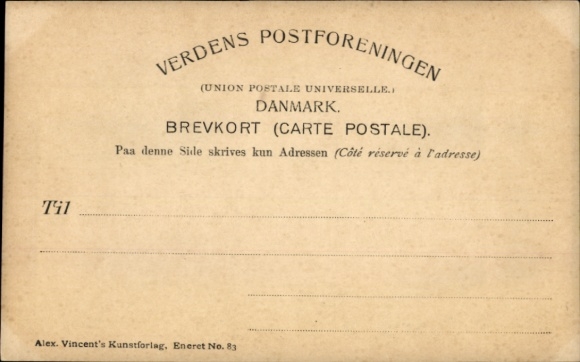 VERDENS POSTFORENINGEN
(UNION POSTALE UNIVERSELLE.)
DANMARK.
BREVKORT (CARTE POSTALE).
Paa denne Side skrives kun Adressen (Côté réservé à l'adresse)
Til
Alex. Vincent's Kunstforlag, Eneret No. 83